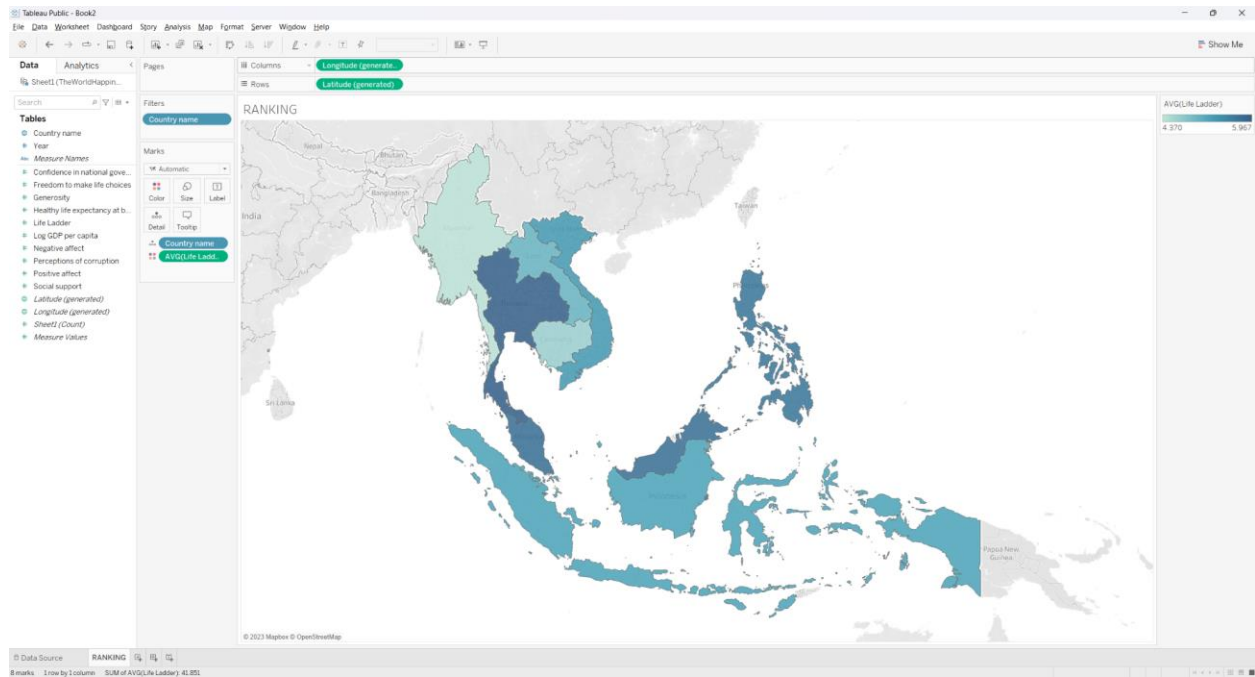 Tableau Public - Book2
File Data Worksheet Dashboard Story Analysis Map Format Server Window Help
Show Me
Data Analytics
Sheet1 (TheWorldHappin...
Search
Tables
Country name
Year
Abc Measure Names
Confidence in national gove...
Freedom to make life choices
Generosity
Healthy life expectancy at b...
Life Ladder
Log GDP per capita
Negative affect
Perceptions of corruption
Positive affect
Social support
Latitude (generated)
Longitude (generated)
Sheet1 (Count)
Measure Values
Pages
Filters
Country name
Marks
Automatic
Color Size Label
Detail Tooltip
Country name
AVG(Life Ladd..
Columns Longitude (generate..
Rows Latitude (generated)
RANKING
Nepal
Bhutan
Bangladesh
India
Taiwan
Philippines
Sri Lanka
Indonesia
Papua New
Guinea
© 2023 Mapbox © OpenStreetMap
AVG(Life Ladder)
4.370 5.967
Data Source RANKING
8 marks 1 row by 1 column SUM of AVG(Life Ladder): 41.851